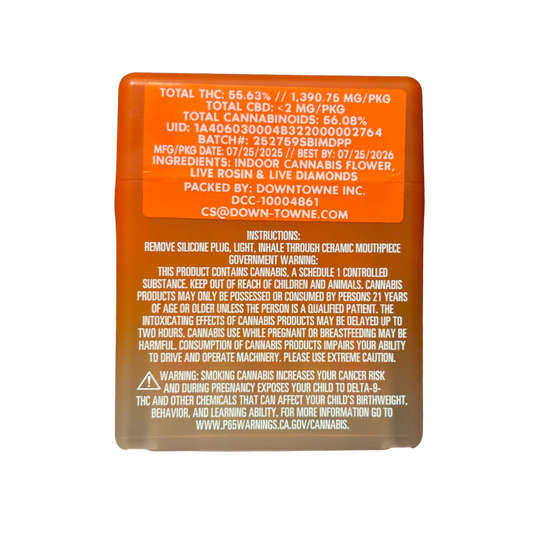 TOTAL THC: 55.63% // 1,390.75 MG/PKG
TOTAL CBD: <2 MG/PKG
TOTAL CANNABINOIDS: 56.08%
UID: 1A406030004B322000002764
BATCH#: 252759SBIMDPP
MFG/PKG DATE: 07/25/2025 // BEST BY: 07/25/2026
INGREDIENTS: INDOOR CANNABIS FLOWER,
LIVE ROSIN & LIVE DIAMONDS
PACKED BY: DOWNTOWNE INC.
DCC-10004861
CS@DOWN-TOWNE.COM
INSTRUCTIONS:
REMOVE SILICONE PLUG, LIGHT, INHALE THROUGH CERAMIC MOUTHPIECE
GOVERNMENT WARNING:
THIS PRODUCT CONTAINS CANNABIS, A SCHEDULE 1 CONTROLLED
SUBSTANCE. KEEP OUT OF REACH OF CHILDREN AND ANIMALS. CANNABIS
PRODUCTS MAY ONLY BE POSSESSED OR CONSUMED BY PERSONS 21 YEARS
OF AGE OR OLDER UNLESS THE PERSON IS A QUALIFIED PATIENT. THE
INTOXICATING EFFECTS OF CANNABIS PRODUCTS MAY BE DELAYED UP TO
TWO HOURS. CANNABIS USE WHILE PREGNANT OR BREASTFEEDING MAY BE
HARMFUL. CONSUMPTION OF CANNABIS PRODUCTS IMPAIRS YOUR ABILITY
TO DRIVE AND OPERATE MACHINERY. PLEASE USE EXTREME CAUTION.
WARNING: SMOKING CANNABIS INCREASES YOUR CANCER RISK
AND DURING PREGNANCY EXPOSES YOUR CHILD TO DELTA-9-
THC AND OTHER CHEMICALS THAT CAN AFFECT YOUR CHILD'S BIRTHWEIGHT,
BEHAVIOR, AND LEARNING ABILITY. FOR MORE INFORMATION GO TO
WWW.P65WARNINGS.CA.GOV/CANNABIS.